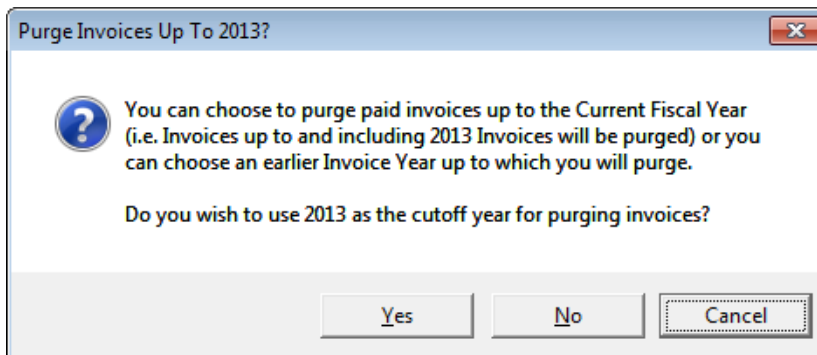 Purge Invoices Up To 2013?
You can choose to purge paid invoices up to the Current Fiscal Year
(i.e. Invoices up to and including 2013 Invoices will be purged) or you
can choose an earlier Invoice Year up to which you will purge.
Do you wish to use 2013 as the cutoff year for purging invoices?
Yes No Cancel